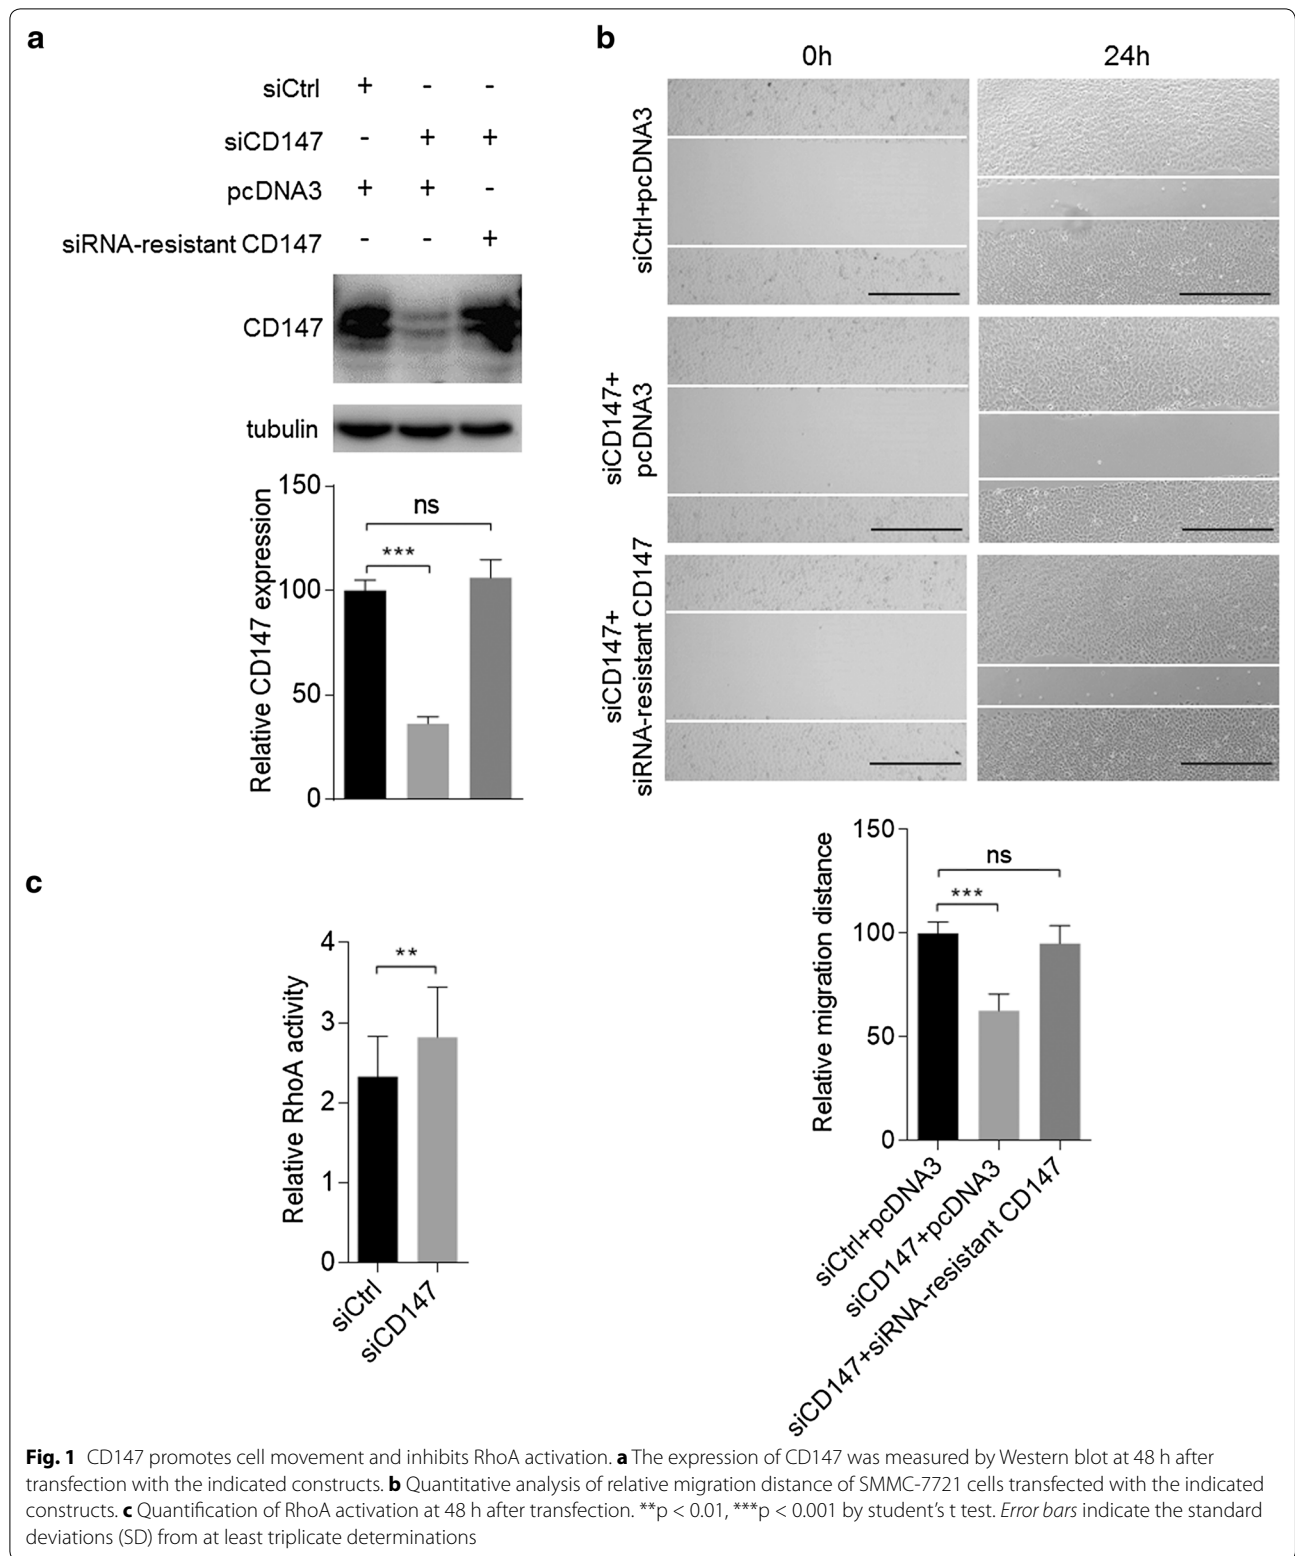 a
siCtrl + - -
siCD147 - + +
pcDNA3 + + -
siRNA-resistant CD147 - - +
CD147
tubulin
Relative CD147 expression
150
100
50
0
ns
***
b
0h 24h
siCtrl+pcDNA3
siCD147+
pcDNA3
siCD147+
siRNA-resistant CD147
Relative migration distance
150
100
50
0
ns
***
siCtrl+pcDNA3
siCD147+pcDNA3
siCD147+siRNA-resistant CD147
c
Relative RhoA activity
4
3
2
1
0
**
siCtrl
siCD147
Fig. 1 CD147 promotes cell movement and inhibits RhoA activation. a The expression of CD147 was measured by Western blot at 48 h after
transfection with the indicated constructs. b Quantitative analysis of relative migration distance of SMMC-7721 cells transfected with the indicated
constructs. c Quantification of RhoA activation at 48 h after transfection. **p < 0.01, ***p < 0.001 by student's t test. Error bars indicate the standard
deviations (SD) from at least triplicate determinations